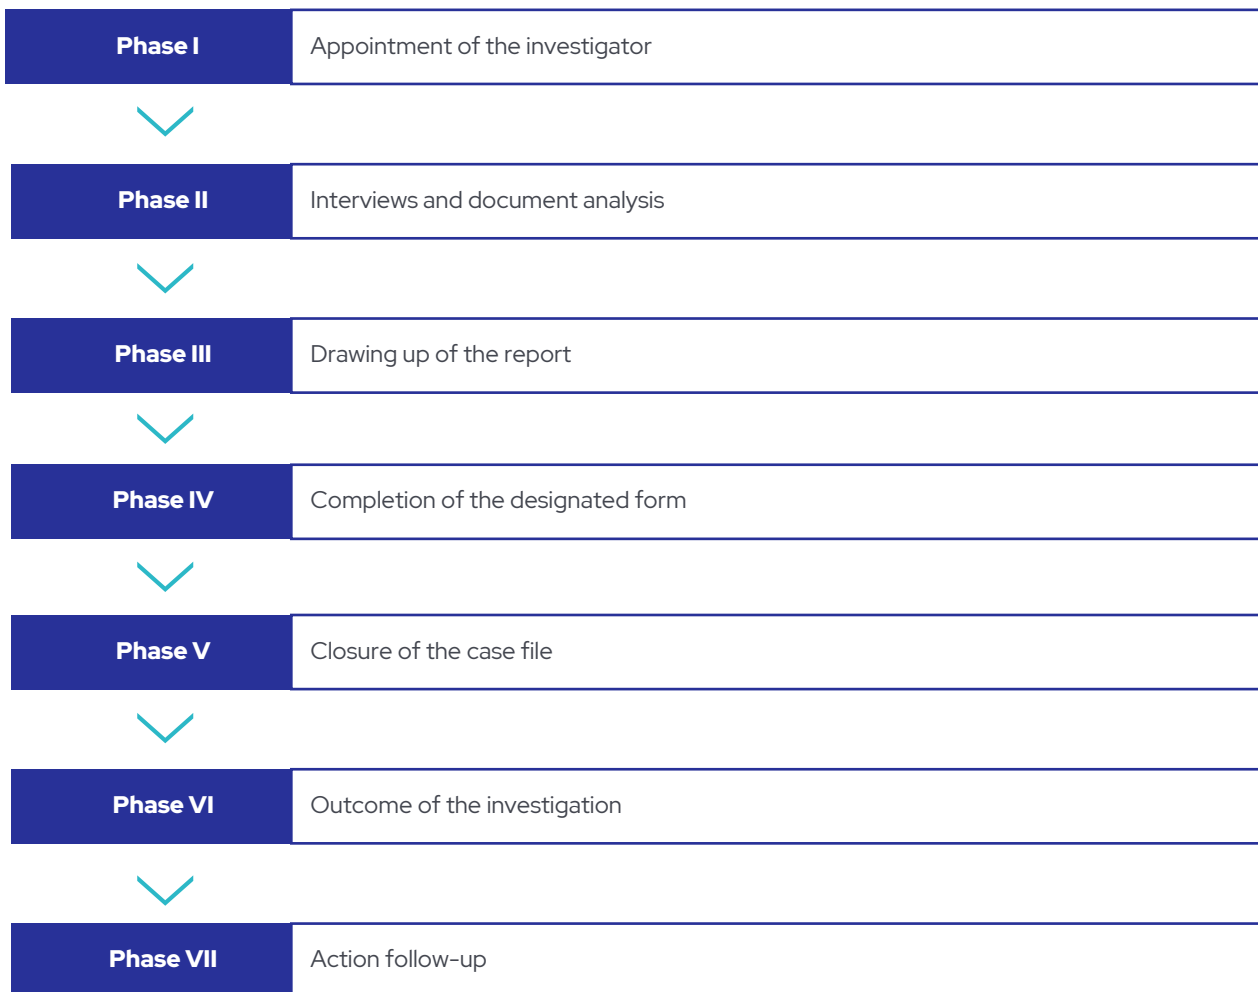 Phase I
Appointment of the investigator
Phase II
Interviews and document analysis
Phase III
Drawing up of the report
Phase IV
Completion of the designated form
Phase V
Closure of the case file
Phase VI
Outcome of the investigation
Phase VII
Action follow-up